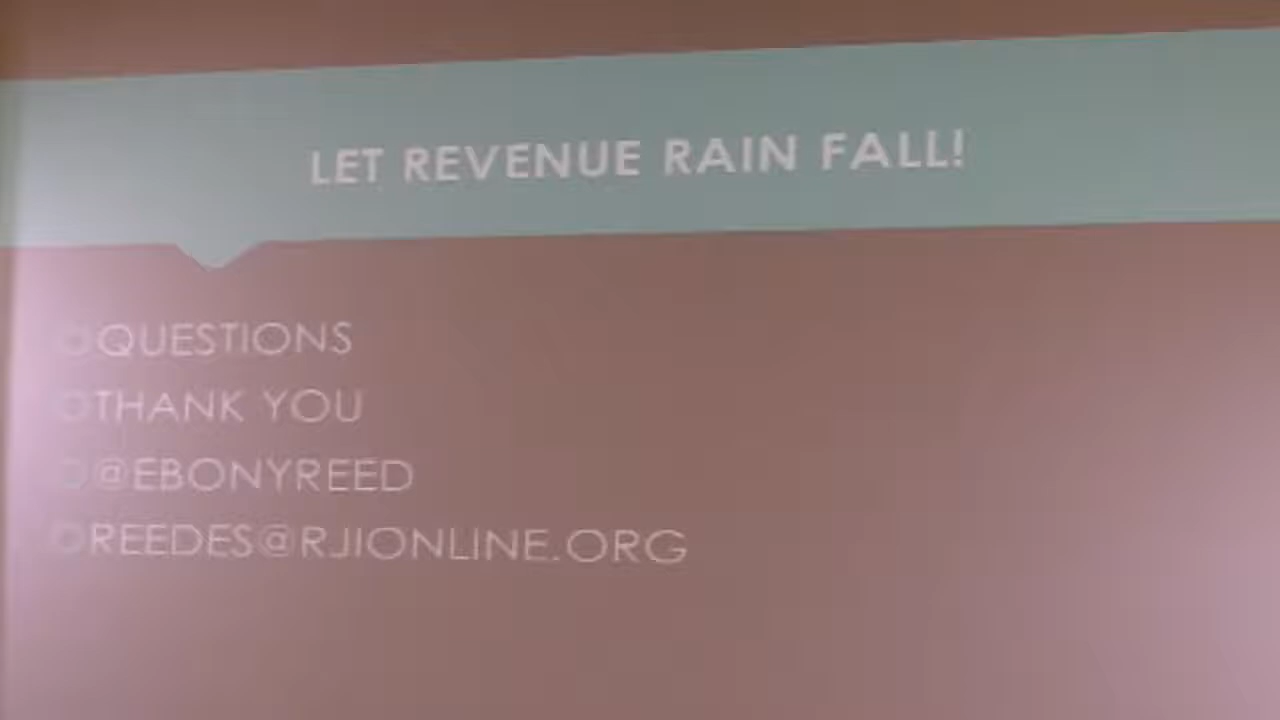 LET REVENUE RAIN FALL!
QUESTIONS
THANK YOU
@EBONYREED
REEDES@RJIONLINE.ORG